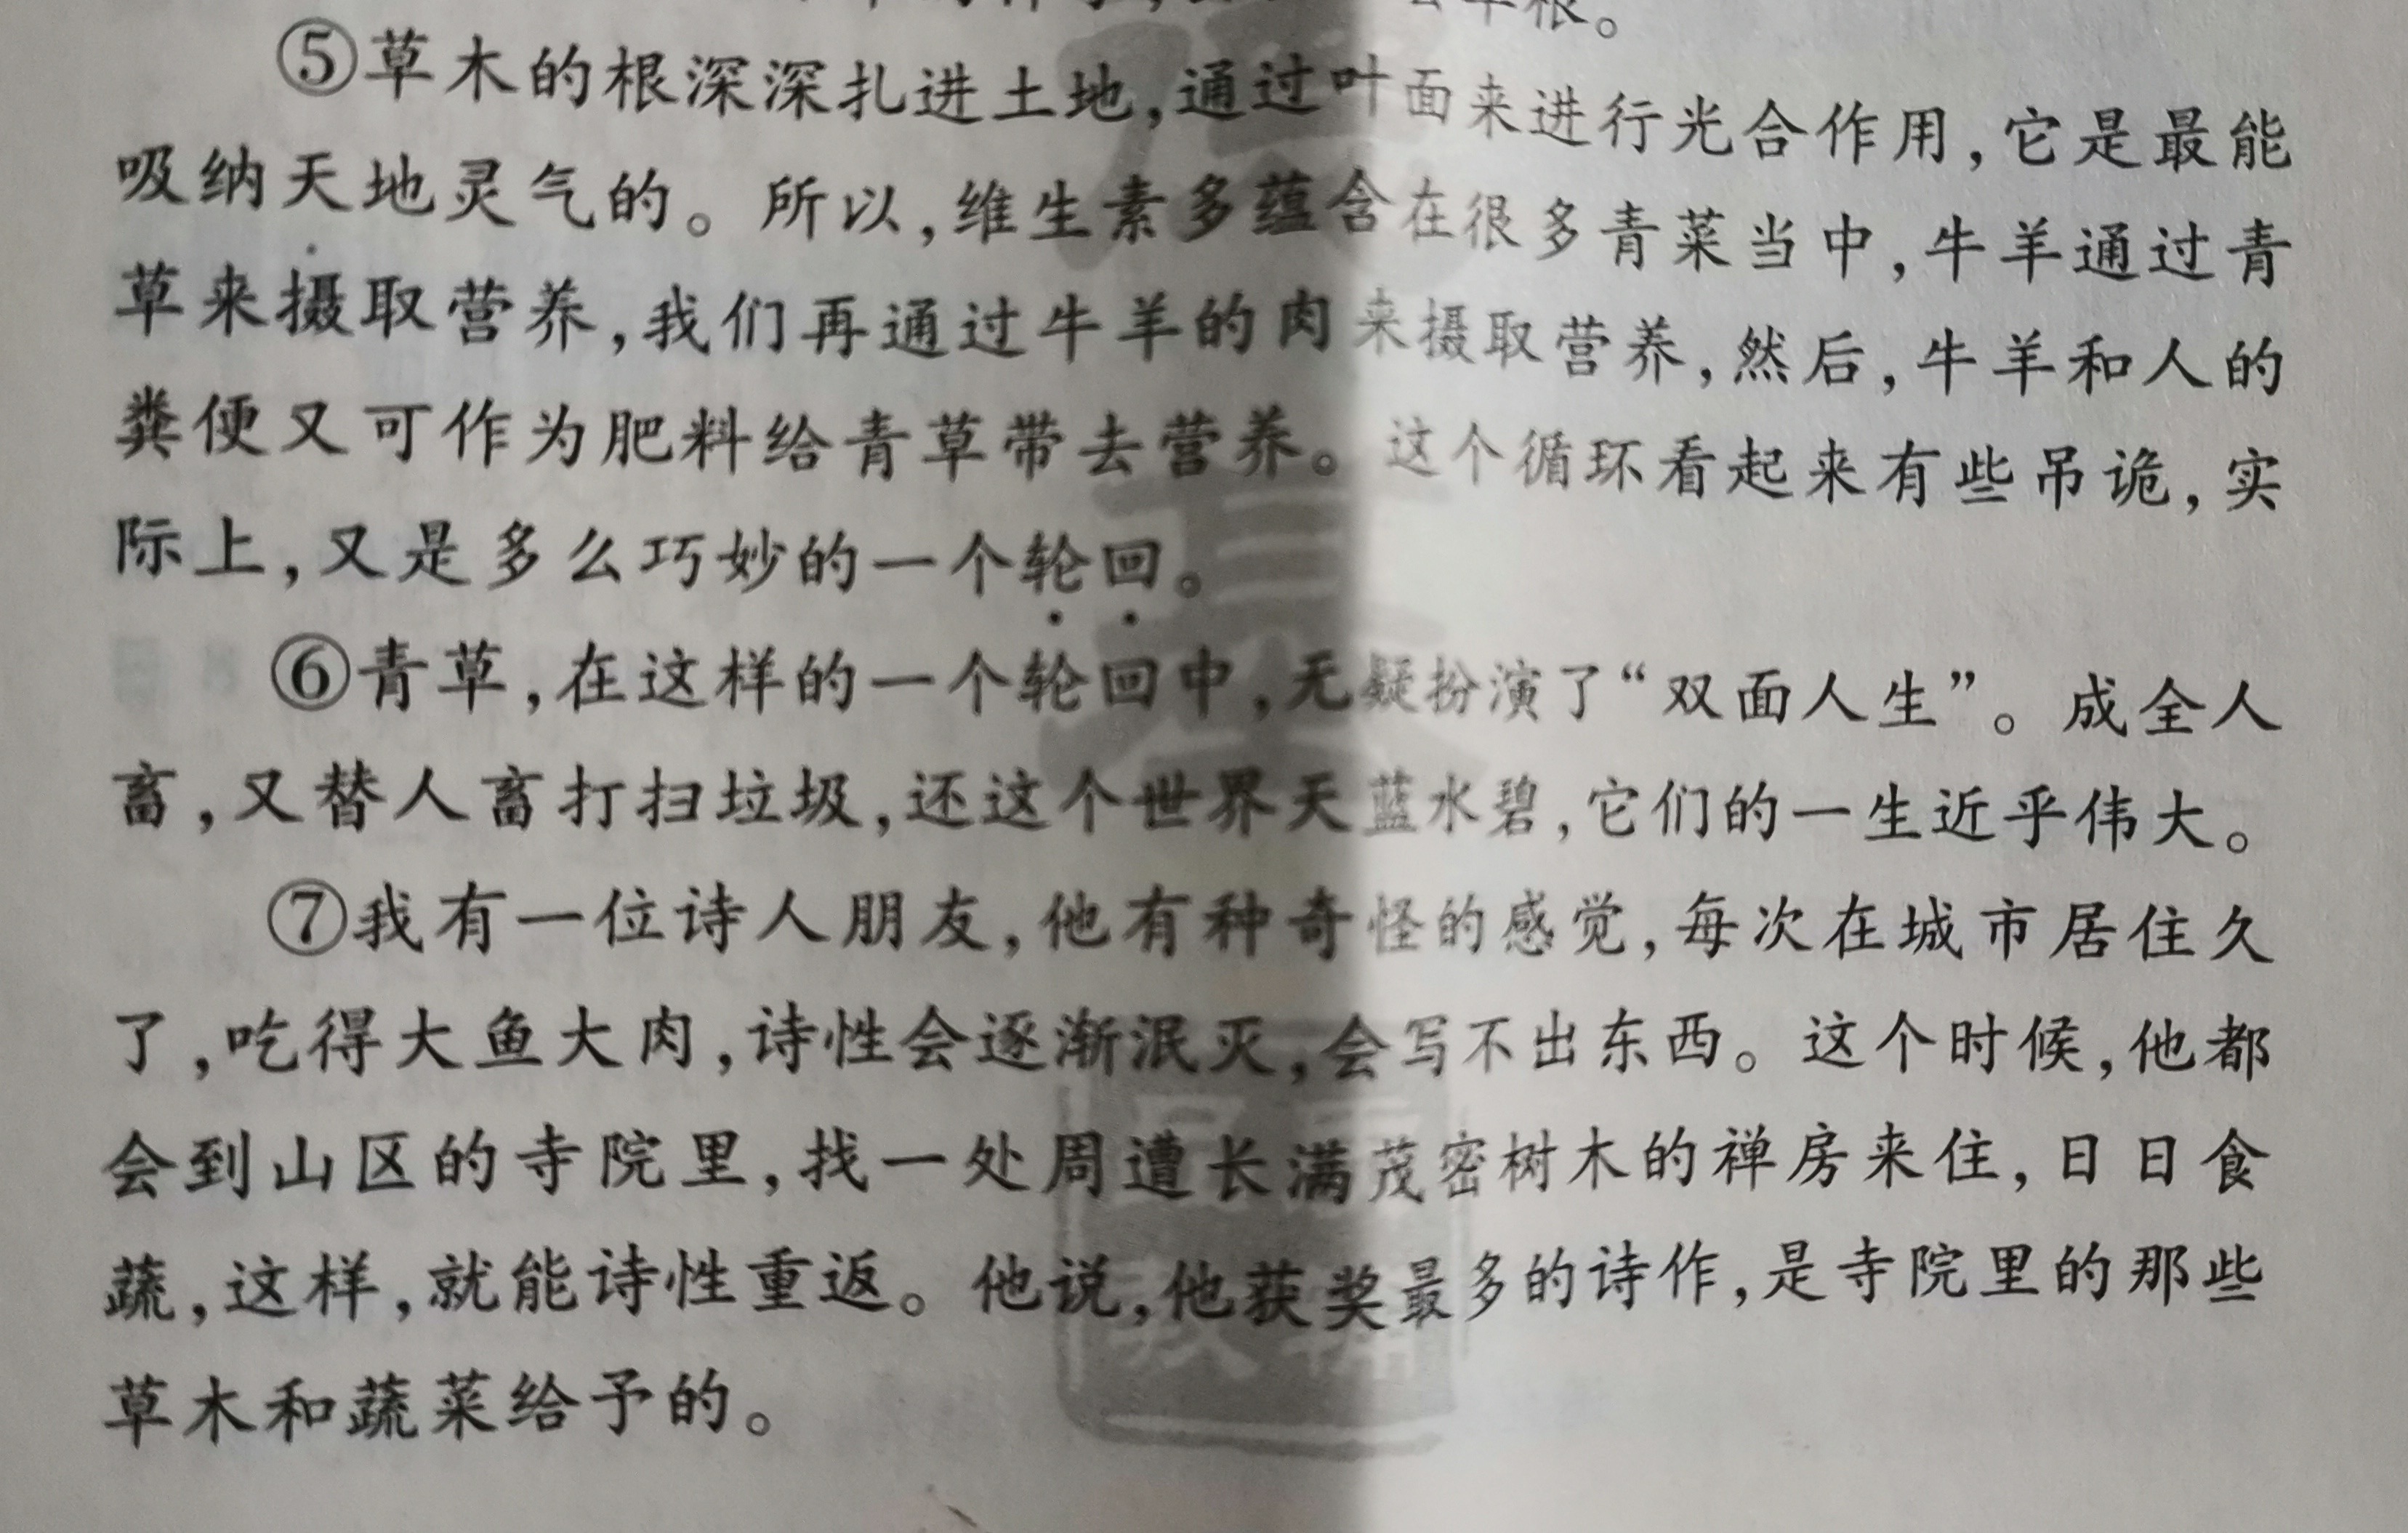 草根。
⑤草木的根深深扎进土地,通过叶面来进行光合作用,它是最能
吸纳天地灵气的。所以,维生素多蕴含在很多青菜当中,牛羊通过青
草来摄取营养,我们再通过牛羊的肉来摄取营养,然后,牛羊和人的
粪便又可作为肥料给青草带去营养。这个循环看起来有些吊诡,实
际上,又是多么巧妙的一个轮回。
⑥青草,在这样的一个轮回中,无疑扮演了“双面人生”。成全人
畜,又替人畜打扫垃圾,还这个世界天蓝水碧,它们的一生近乎伟大。
⑦我有一位诗人朋友,他有种奇怪的感觉,每次在城市居住久
了,吃得大鱼大肉,诗性会逐渐泯灭,会写不出东西。这个时候,他都
会到山区的寺院里,找一处周遭长满茂密树木的禅房来住,日日食
蔬,这样,就能诗性重返。他说,他获奖最多的诗作,是寺院里的那些
草木和蔬菜给予的。